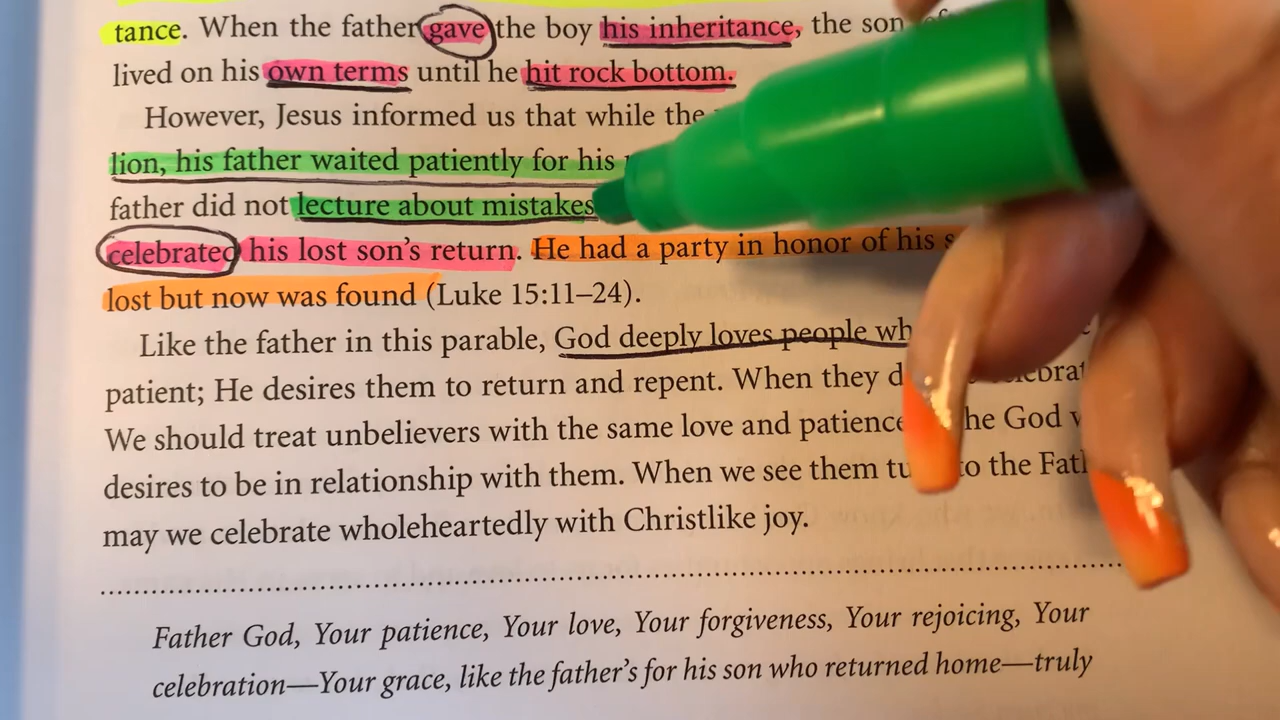 tance. When the father gave the boy his inheritance, the son
lived on his own terms until he hit rock bottom.
However, Jesus informed us that while the
lion, his father waited patiently for his
father did not lecture about mistakes
celebrated his lost son's return. He had a party in honor of his
lost but now was found (Luke 15:11–24).
Like the father in this parable, God deeply loves people
patient; He desires them to return and repent. When they
We should treat unbelievers with the same love and patience he God
desires to be in relationship with them. When we see them to the
may we celebrate wholeheartedly with Christlike joy.
Father God, Your patience, Your love, Your forgiveness, Your rejoicing, Your
celebration—Your grace, like the father's for his son who returned home—truly